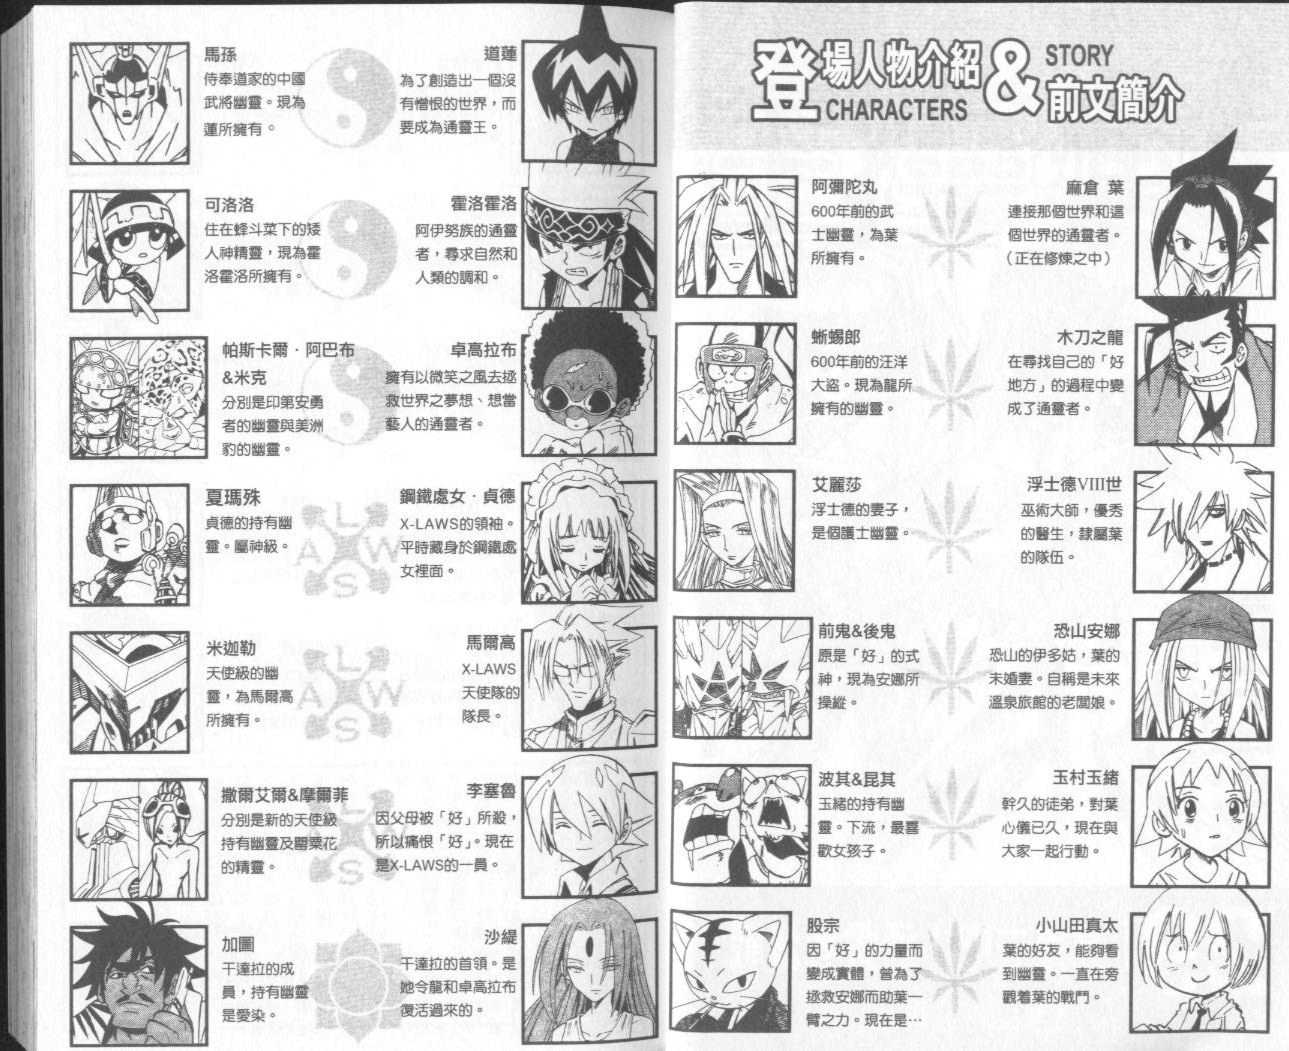 登場人物介紹
CHARACTERS
&
STORY
前文簡介
麻倉 葉
連接那個世界和這
個世界的通靈者。
（正在修煉之中）
阿彌陀丸
600年前的武
士幽靈，為葉
所擁有。
木刀之龍
在尋找自己的「好
地方」的過程中變
成了通靈者。
蜥蜴郎
600年前的汪洋
大盜。現為龍所
擁有的幽靈。
浮士德VIII世
巫術大師，優秀
的醫生，隸屬葉
的隊伍。
艾麗莎
浮士德的妻子，
是個護士幽靈。
恐山安娜
恐山的伊多姑，葉的
未婚妻。自稱是未來
溫泉旅館的老闆娘。
前鬼&後鬼
原是「好」的式
神，現為安娜所
操縱。
玉村玉緒
幹久的徒弟，對葉
心儀已久，現在與
大家一起行動。
波其&昆其
玉緒的持有幽
靈。下流，最喜
歡女孩子。
小山田真太
葉的好友，能夠看
到幽靈。一直在旁
觀着葉的戰鬥。
股宗
因「好」的力量而
變成實體，曾為了
拯救安娜而助葉一
臂之力。現在是…
道蓮
為了創造出一個沒
有憎恨的世界，而
要成為通靈王。
馬孫
侍奉道家的中國
武將幽靈。現為
蓮所擁有。
霍洛霍洛
阿伊努族的通靈
者，尋求自然和
人類的調和。
可洛洛
住在蜂斗菜下的矮
人神精靈，現為霍
洛霍洛所擁有。
卓高拉布
擁有以微笑之風去拯
救世界之夢想、想當
藝人的通靈者。
帕斯卡爾．阿巴布
&米克
分別是印第安勇
者的幽靈與美洲
豹的幽靈。
鋼鐵處女．貞德
X-LAWS的領袖。
平時藏身於鋼鐵處
女裡面。
夏瑪殊
貞德的持有幽
靈。屬神級。
L
A W
S
馬爾高
X-LAWS
天使隊的
隊長。
米迦勒
天使級的幽
靈，為馬爾高
所擁有。
L
A W
S
李塞魯
因父母被「好」所殺，
所以痛恨「好」。現在
是X-LAWS的一員。
撒爾艾爾&摩爾菲
分別是新的天使級
持有幽靈及罌粟花
的精靈。
L
A W
S
沙緹
干達拉的首領。是
她令龍和卓高拉布
復活過來的。
加圖
干達拉的成
員，持有幽靈
是愛染。